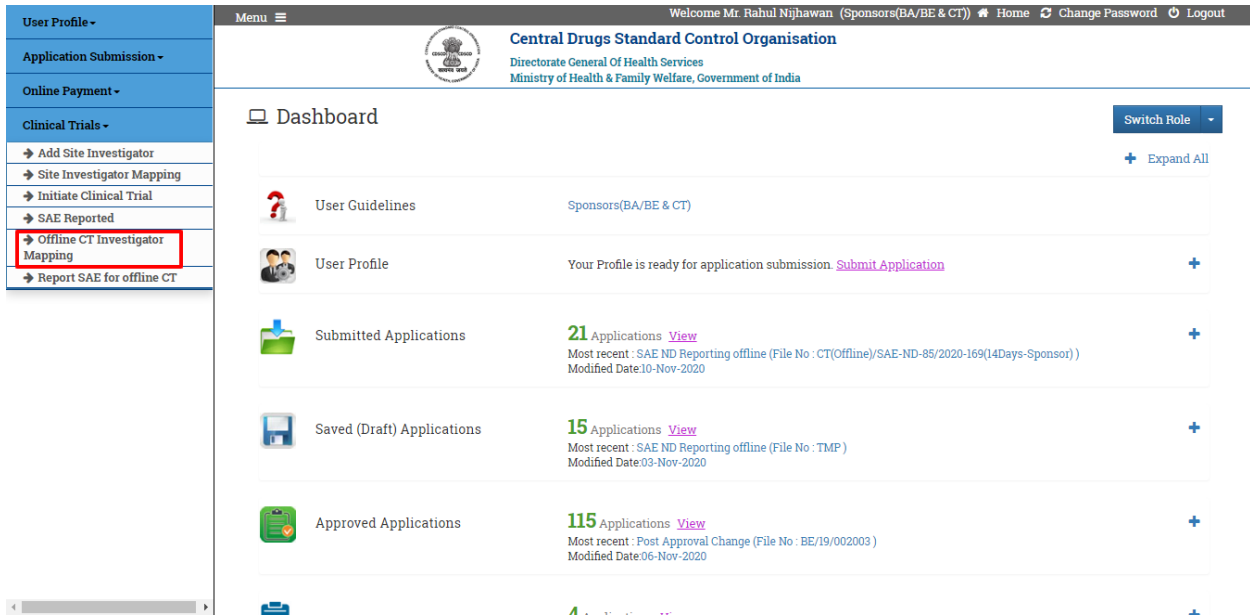 User Profile
Application Submission
Online Payment
Clinical Trials
Add Site Investigator
Site Investigator Mapping
Initiate Clinical Trial
SAE Reported
Offline CT Investigator
Mapping
Report SAE for offline CT
Menu
Welcome Mr. Rahul Nijhawan (Sponsors(BA/BE & CT)) Home Change Password Logout
Central Drugs Standard Control Organisation
Directorate General Of Health Services
Ministry of Health & Family Welfare, Government of India
Dashboard
Switch Role
Expand All
User Guidelines
Sponsors(BA/BE & CT)
User Profile
Your Profile is ready for application submission. Submit Application
Submitted Applications
21 Applications View
Most recent : SAE ND Reporting offline (File No : CT(Offline)/SAE-ND-85/2020-169(14Days-Sponsor) )
Modified Date:10-Nov-2020
Saved (Draft) Applications
15 Applications View
Most recent : SAE ND Reporting offline (File No : TMP )
Modified Date:03-Nov-2020
Approved Applications
115 Applications View
Most recent : Post Approval Change (File No : BE/19/002003 )
Modified Date:06-Nov-2020
4